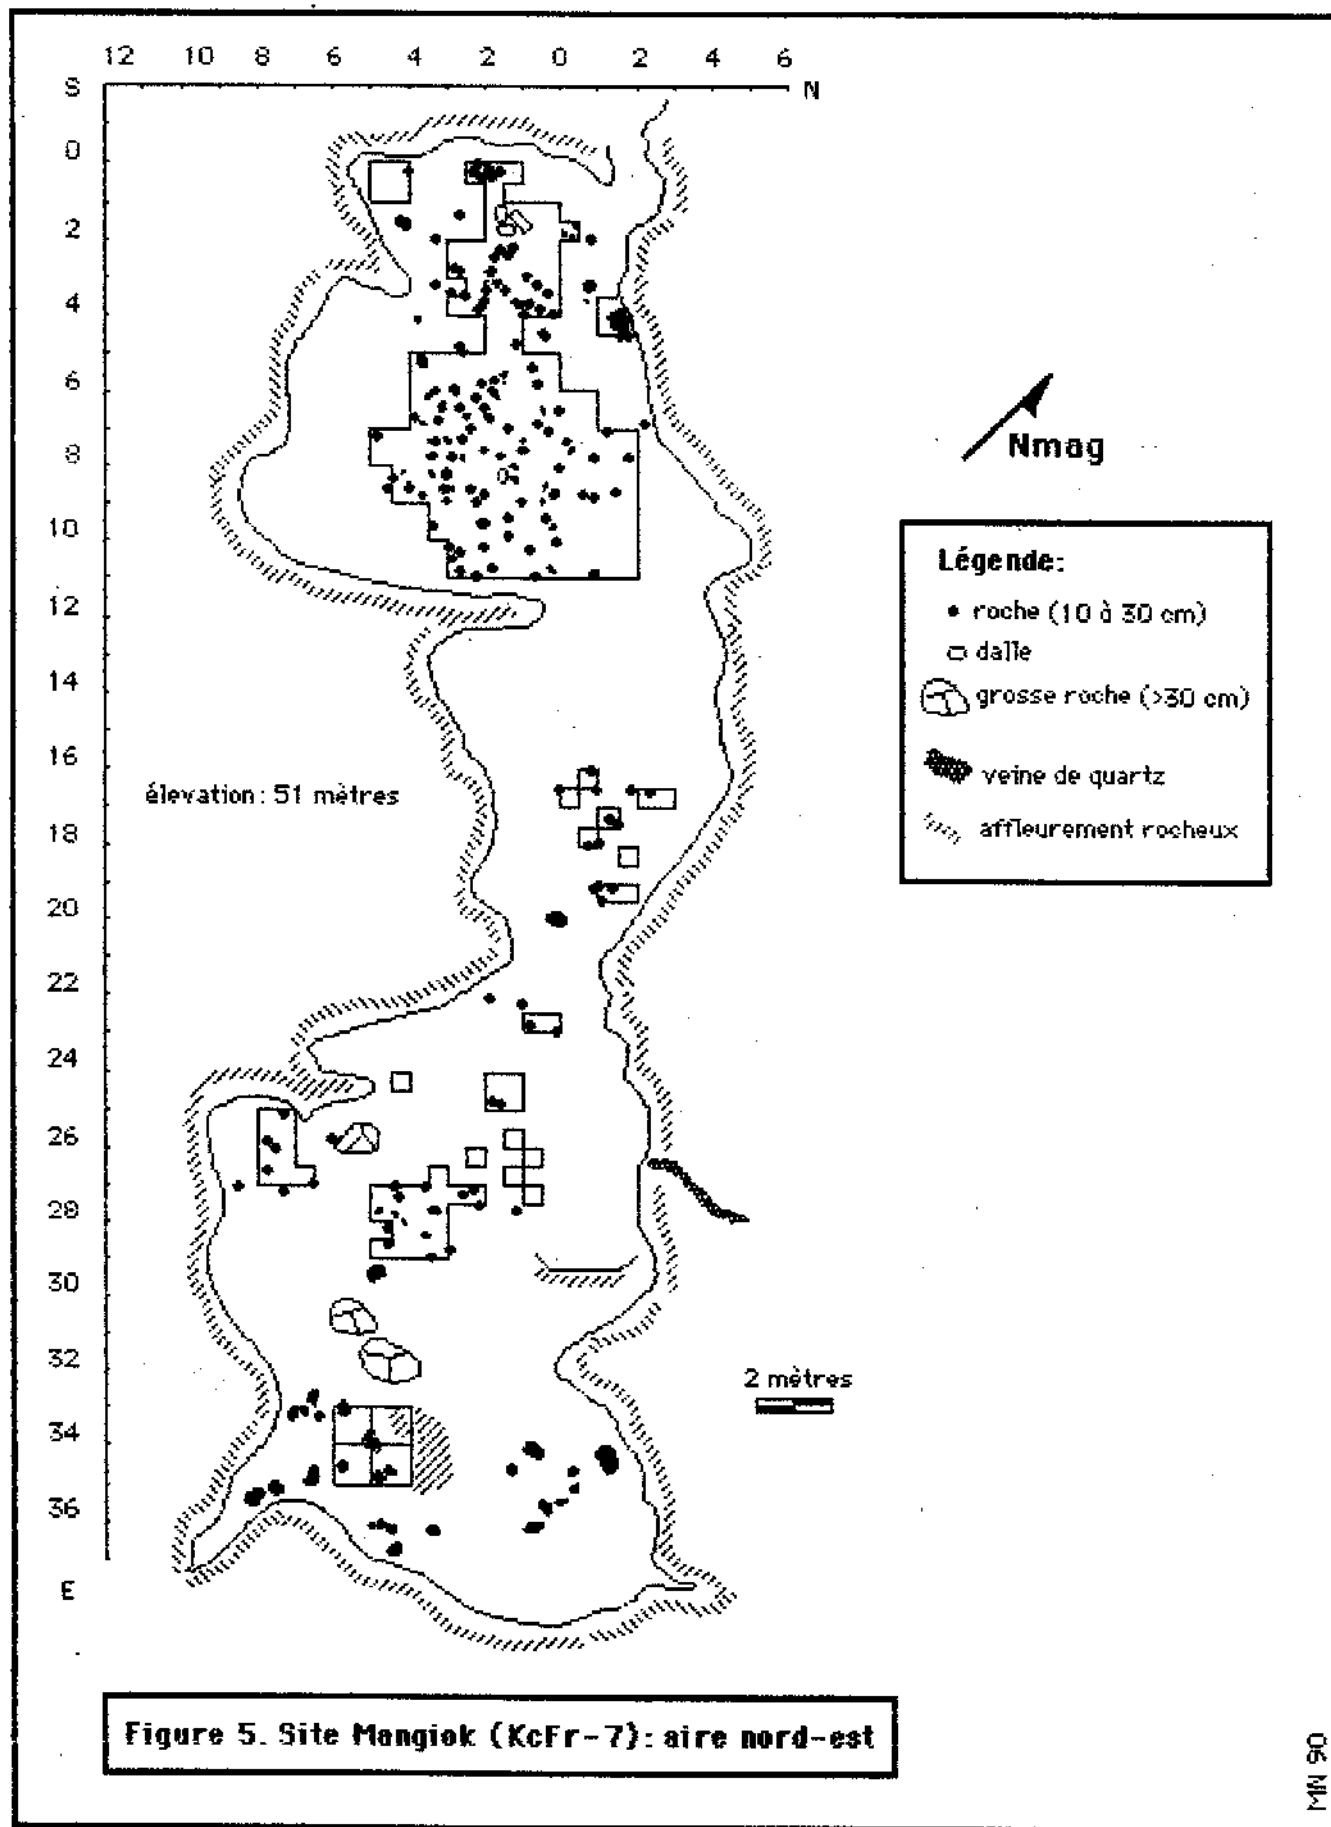 12 10 8 6 4 2 0 2 4 6
S
N
0
2
4
6
8
10
12
14
16
18
20
22
24
26
28
30
32
34
36
E
Nmag
Légende:
roche (10 à 30 cm)
dalle
grosse roche (>30 cm)
veine de quartz
affleurement rocheux
élevation: 51 mètres
2 mètres
Figure 5. Site Mangiok (KcFr-7): aire nord-est
MN 90